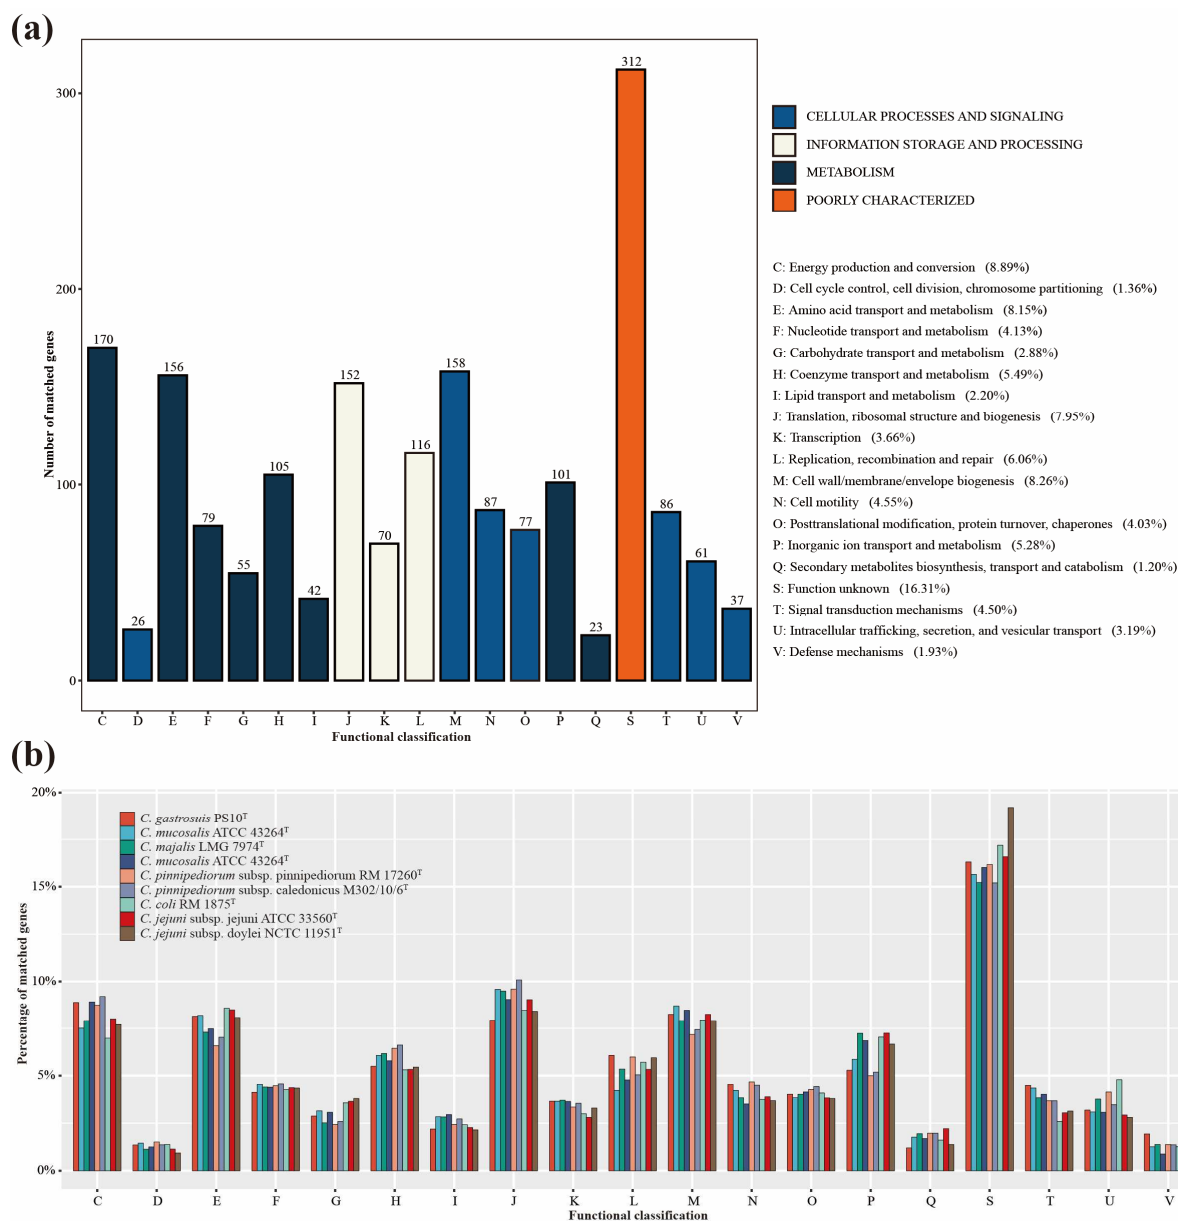 (a)
312
300
CELLULAR PROCESSES AND SIGNALING
INFORMATION STORAGE AND PROCESSING
METABOLISM
POORLY CHARACTERIZED
C: Energy production and conversion (8.89%)
D: Cell cycle control, cell division, chromosome partitioning (1.36%)
E: Amino acid transport and metabolism (8.15%)
F: Nucleotide transport and metabolism (4.13%)
G: Carbohydrate transport and metabolism (2.88%)
H: Coenzyme transport and metabolism (5.49%)
I: Lipid transport and metabolism (2.20%)
J: Translation, ribosomal structure and biogenesis (7.95%)
K: Transcription (3.66%)
L: Replication, recombination and repair (6.06%)
M: Cell wall/membrane/envelope biogenesis (8.26%)
N: Cell motility (4.55%)
O: Posttranslational modification, protein turnover, chaperones (4.03%)
P: Inorganic ion transport and metabolism (5.28%)
Q: Secondary metabolites biosynthesis, transport and catabolism (1.20%)
S: Function unknown (16.31%)
T: Signal transduction mechanisms (4.50%)
U: Intracellular trafficking, secretion, and vesicular transport (3.19%)
V: Defense mechanisms (1.93%)
200
100
0
Number of matched genes
170 26 156 79 55 105 42 152 70 116 158 87 77 101 23 86 61 37
C D E F G H I J K L M N O P Q S T U V
Functional classification
(b)
20%
15%
10%
5%
0%
Percentage of matched genes
C. gastrosuis PS10ᵀ
C. mucosalis ATCC 43264ᵀ
C. majalis LMG 7974ᵀ
C. mucosalis ATCC 43264ᵀ
C. pinnipediorum subsp. pinnipediorum RM 17260ᵀ
C. pinnipediorum subsp. caledonicus M302/10/6ᵀ
C. coli RM 1875ᵀ
C. jejuni subsp. jejuni ATCC 33560ᵀ
C. jejuni subsp. doylei NCTC 11951ᵀ
C D E F G H I J K L M N O P Q S T U V
Functional classification